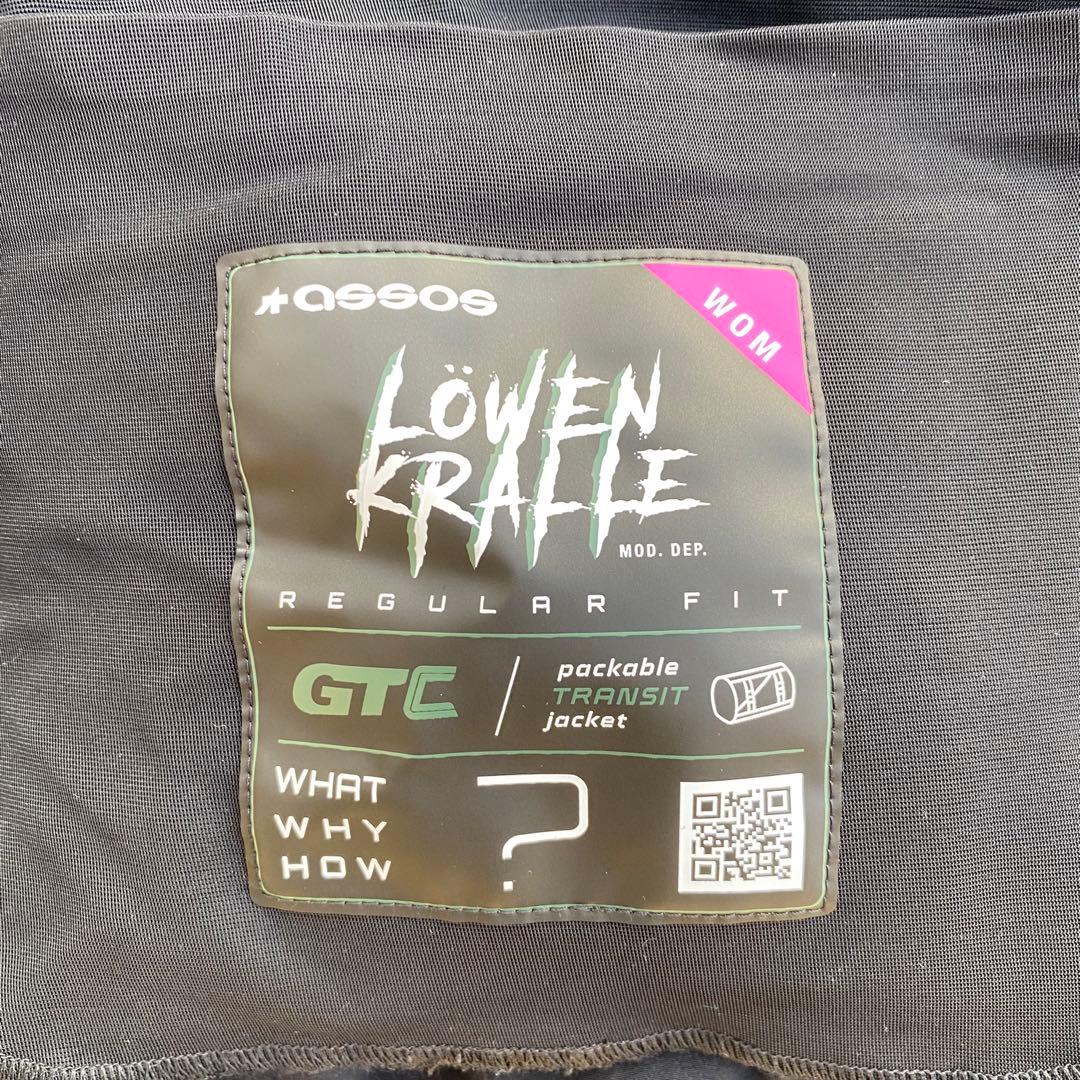 assos
WOM
LÖWEN
KRALLE
MOD. DEP.
REGULAR FIT
GTC / packable
TRANSIT
jacket
WHAT
WHY
HOW
?